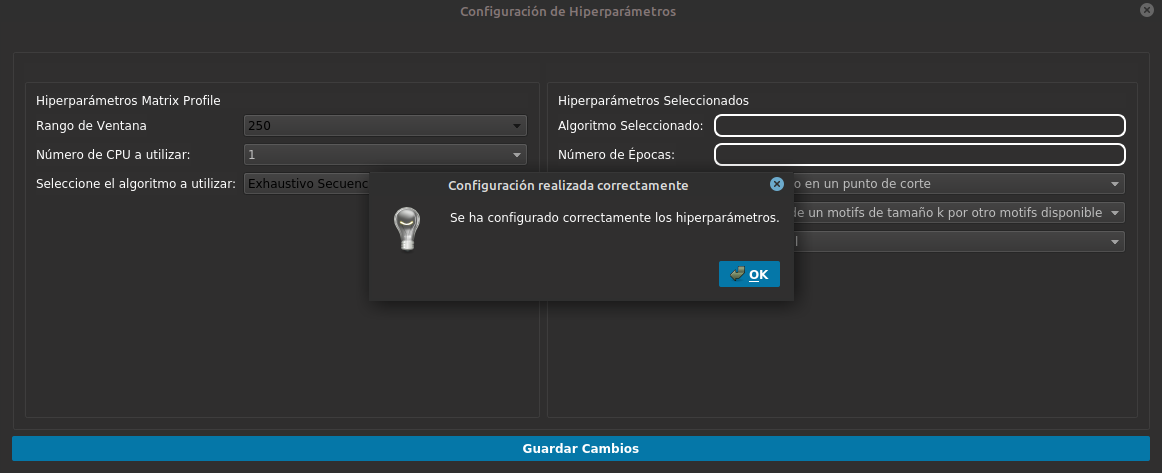 Configuración de Hiperparámetros
Hiperparámetros Matrix Profile
Rango de Ventana
250
Número de CPU a utilizar:
1
Seleccione el algoritmo a utilizar:
Exhaustivo
Hiperparámetros Seleccionados
Algoritmo Seleccionado:
Número de Épocas:
en un punto de corte
de un motifs de tamaño k por otro motifs disponible
Configuración realizada correctamente
Se ha configurado correctamente los hiperparámetros.
OK
Guardar Cambios